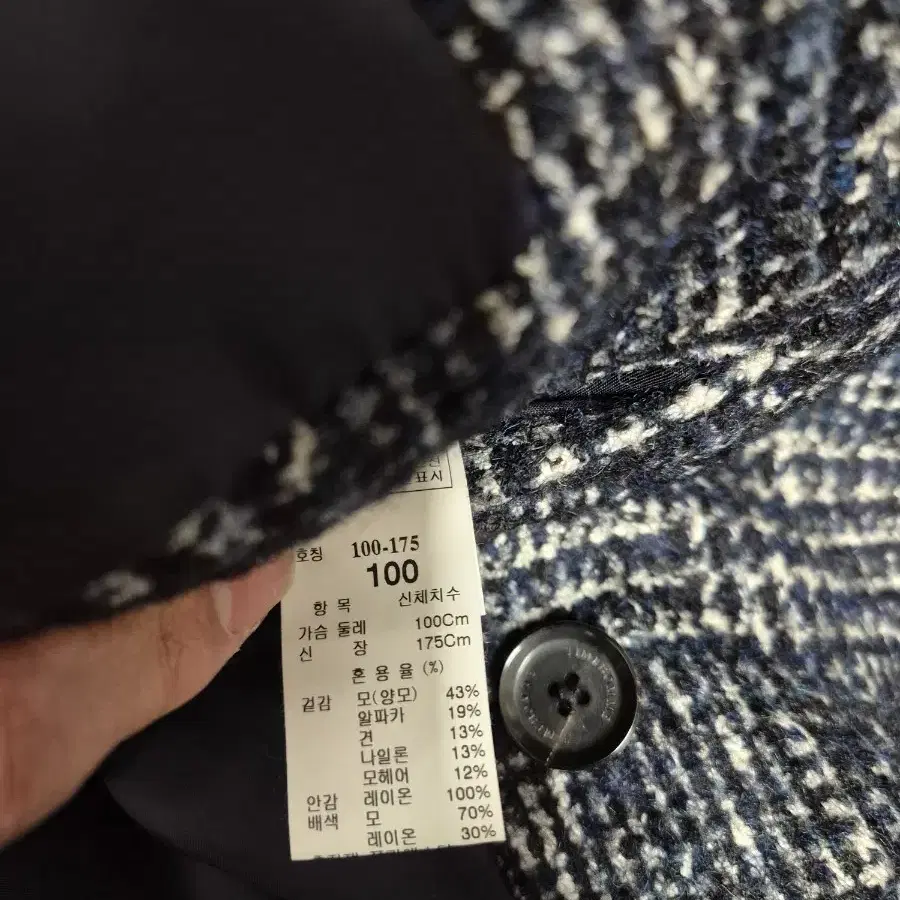 표시
호칭 100-175
100
항 목 신체치수
가슴 둘레 100Cm
신 장 175Cm
혼 용 율 (%)
겉감 모(양모) 43%
알파카 19%
견 13%
나일론 13%
모헤어 12%
안감 레이온 100%
배색 모 70%
레이온 30%